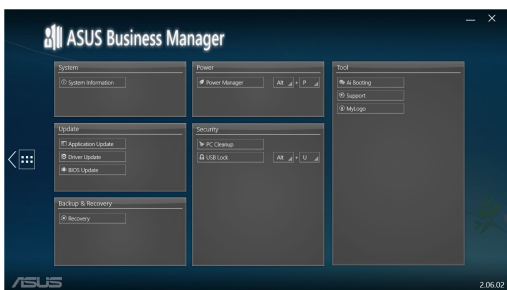 ASUS Business Manager
System
System Information
Power
Power Manager Alt + P
Tool
Ai Booting
Support
MyLogo
Update
Application Update
Driver Update
BIOS Update
Security
PC Cleanup
USB Lock Alt + U
Backup & Recovery
Recovery
ASUS
2.06.02